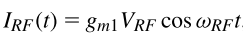 I_{RF}(t) = g_{m1}V_{RF} cos ω_{RF}t.